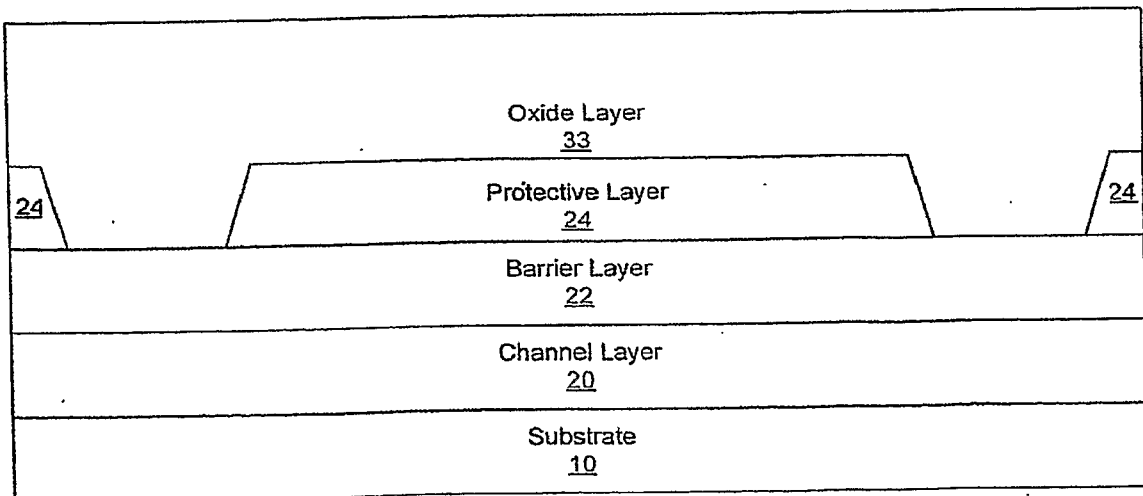 Oxide Layer
33
24
Protective Layer
24
24
Barrier Layer
22
Channel Layer
20
Substrate
10